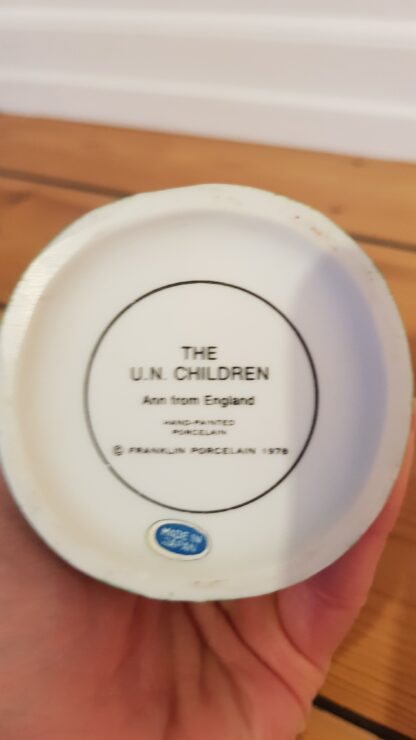 THE
U.N. CHILDREN
Ann from England
HAND-PAINTED
PORCELAIN
© FRANKLIN PORCELAIN 1978
MADE IN
JAPAN